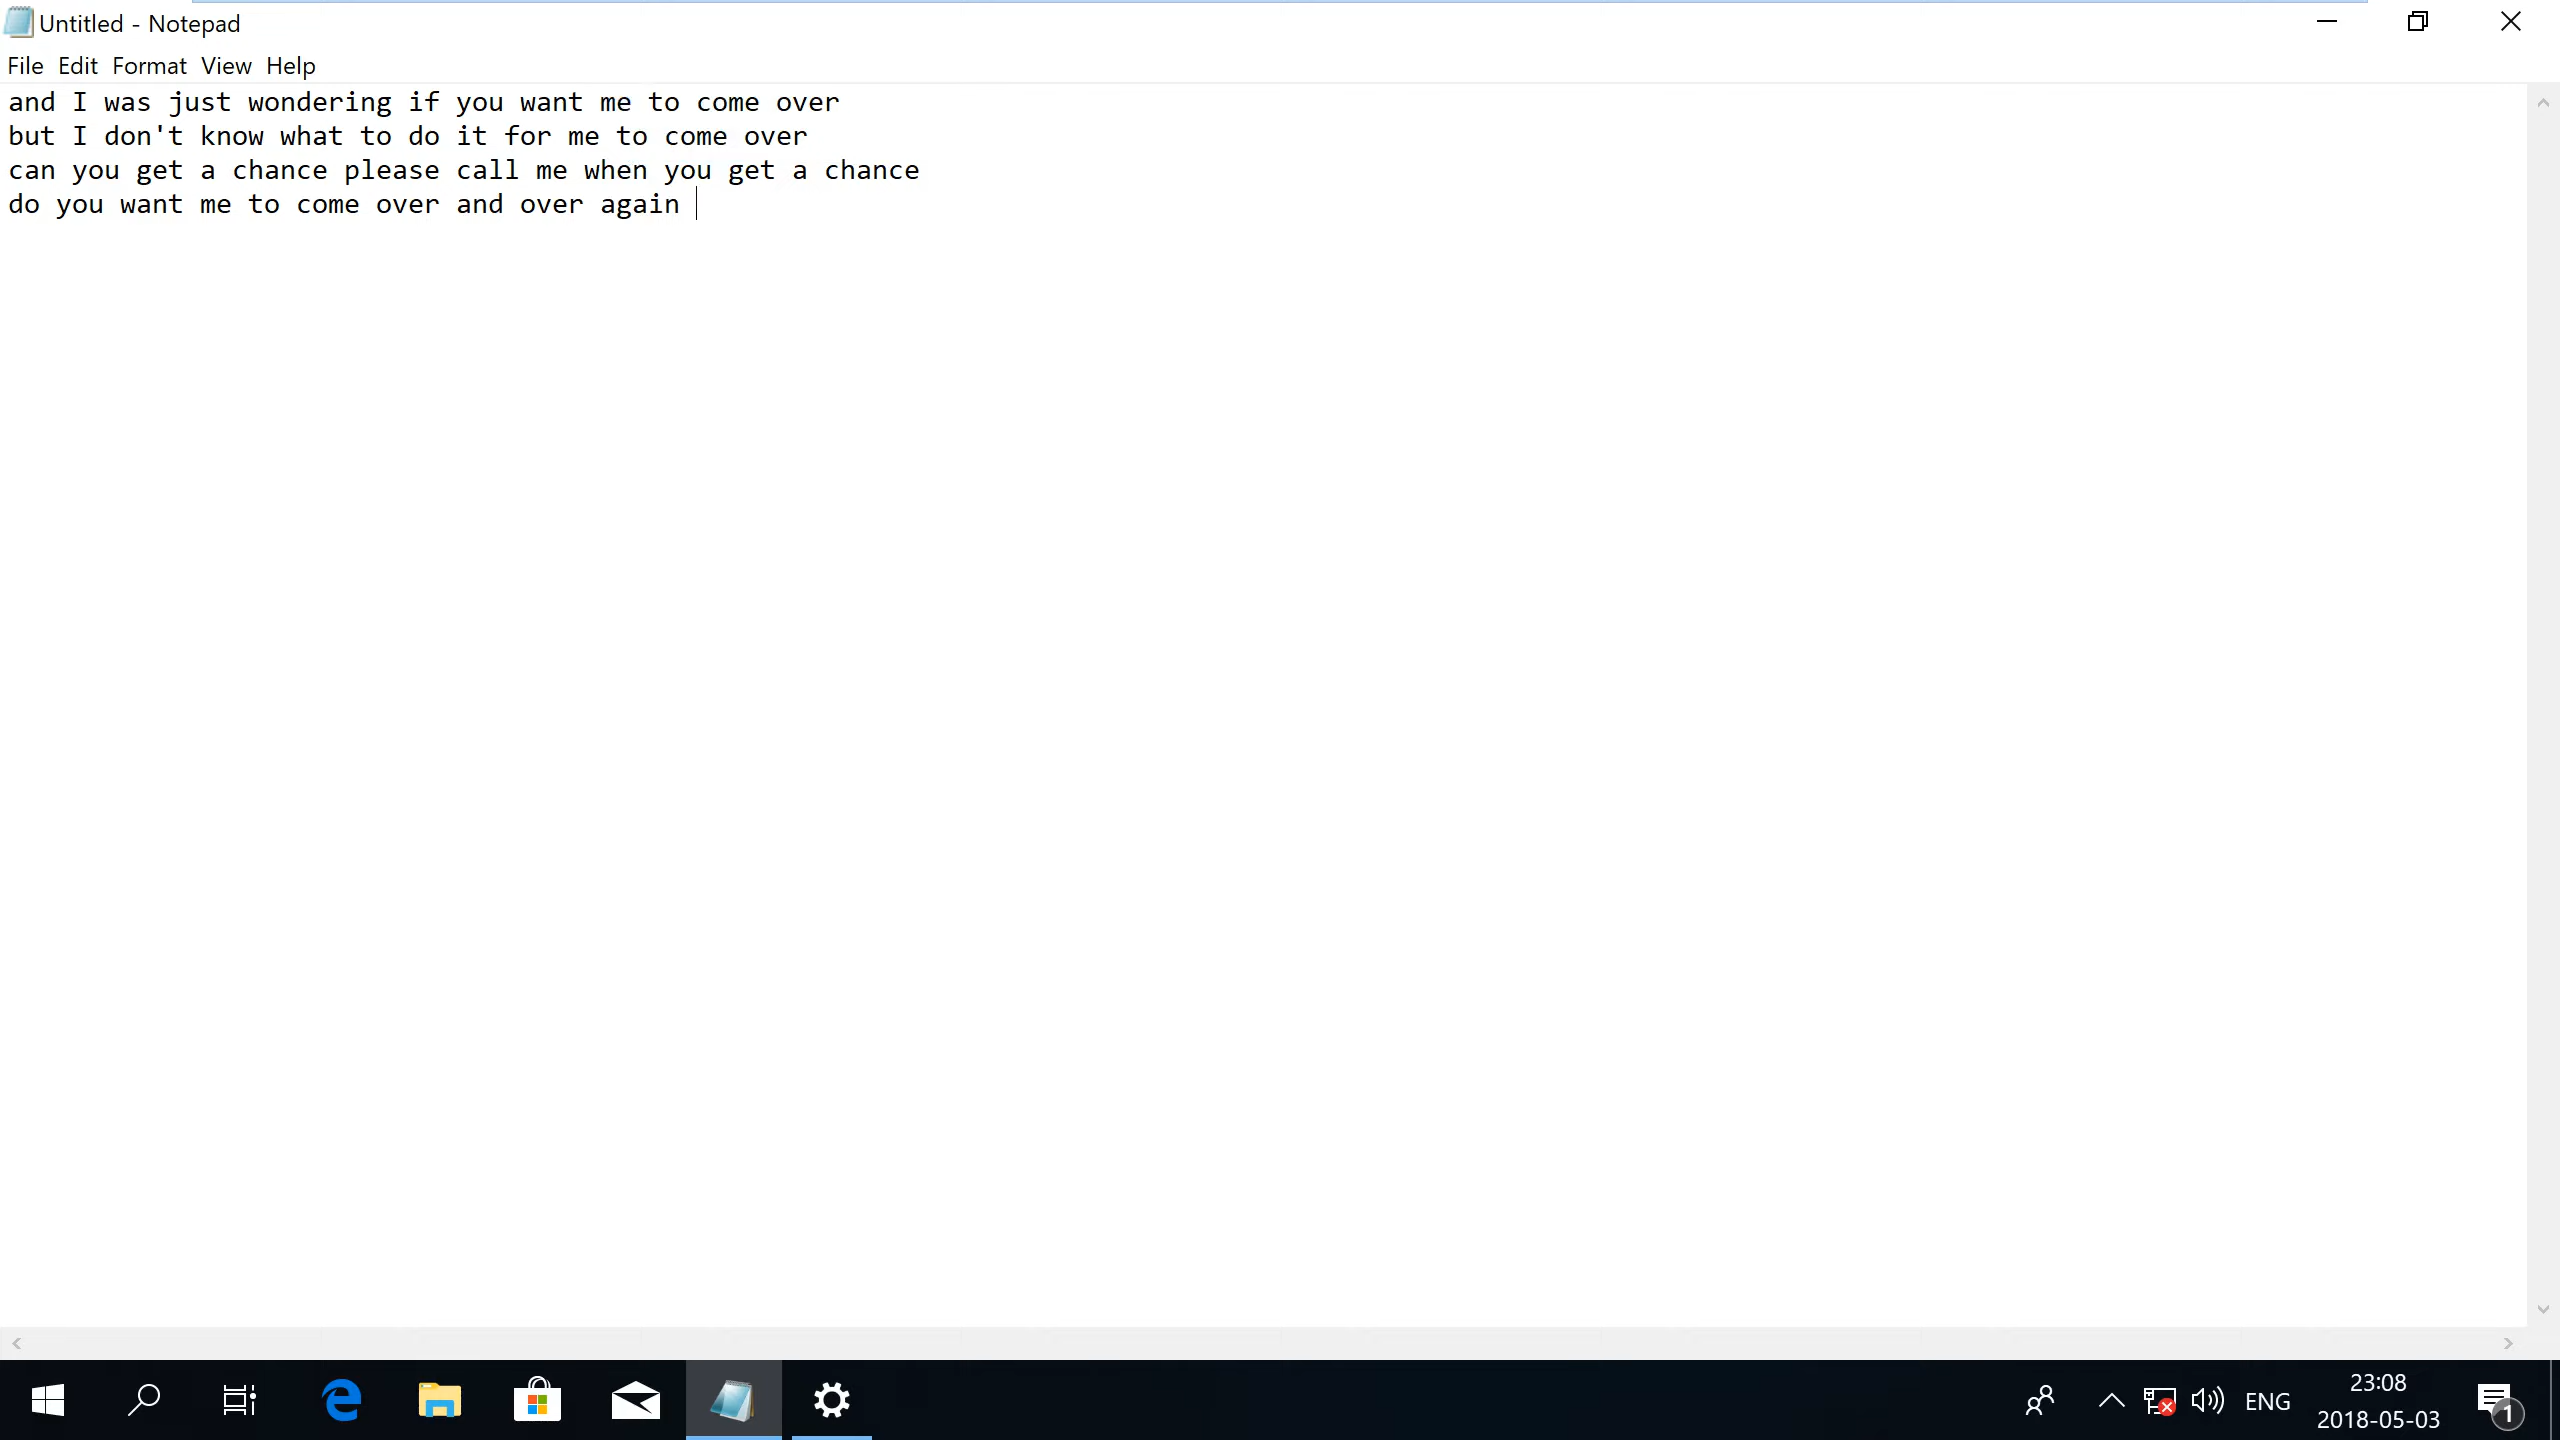 Untitled - Notepad
File Edit Format View Help
and I was just wondering if you want me to come over
but I don't know what to do it for me to come over
can you get a chance please call me when you get a chance
do you want me to come over and over again
ENG
23:08
2018-05-03
1